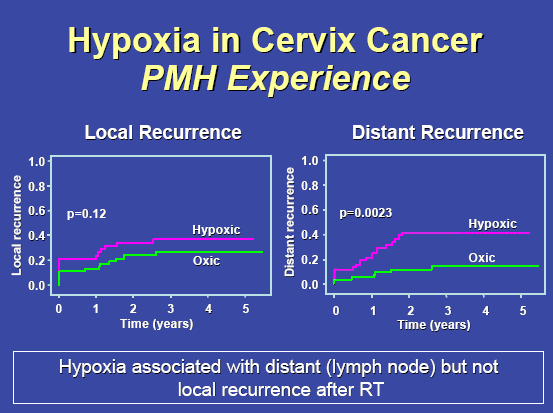 Hypoxia in Cervix Cancer
PMH Experience
Local Recurrence
Local recurrence
1.0
0.8
0.6
0.4
0.2
0.0
p=0.12
Hypoxic
Oxic
0 1 2 3 4 5
Time (years)
Distant Recurrence
Distant recurrence
1.0
0.8
0.6
0.4
0.2
0.0
p=0.0023
Hypoxic
Oxic
0 1 2 3 4 5
Time (years)
Hypoxia associated with distant (lymph node) but not
local recurrence after RT